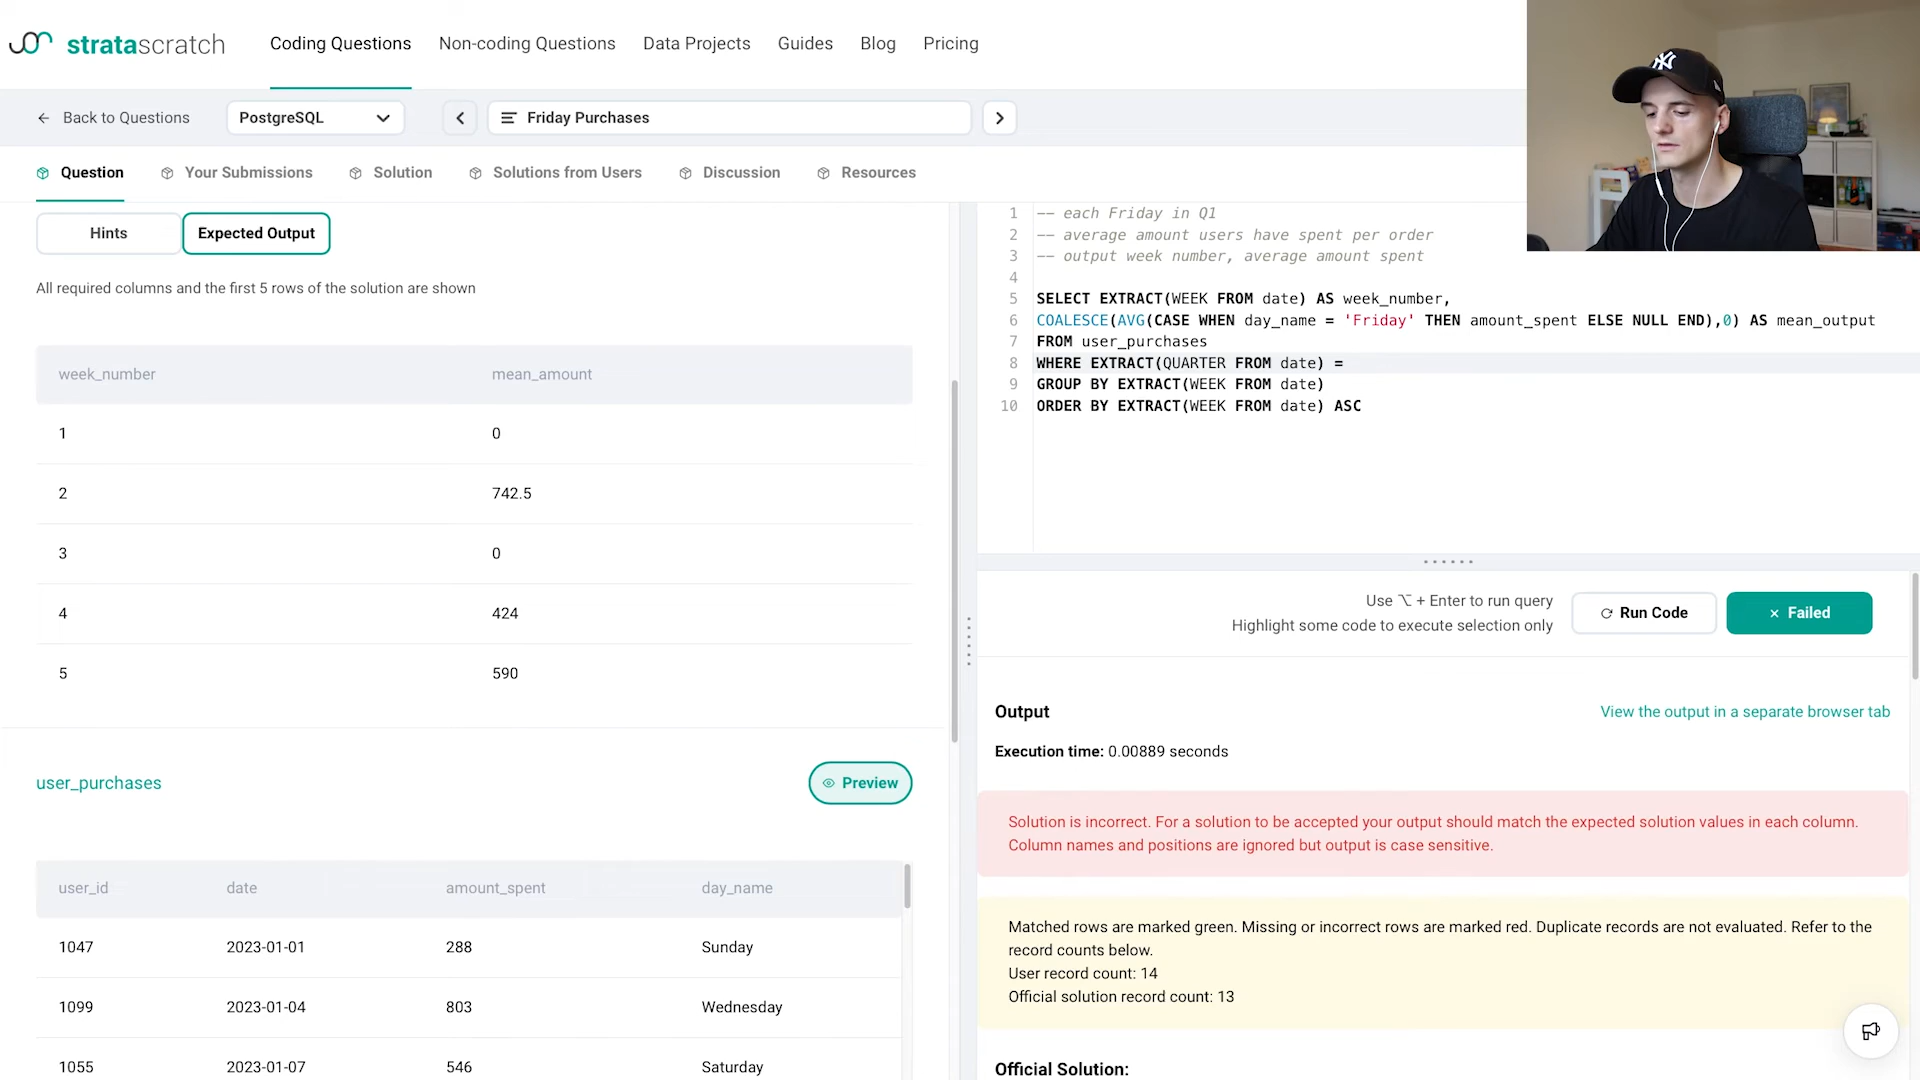 stratascratch
Coding Questions
Non-coding Questions
Data Projects
Guides
Blog
Pricing
Back to Questions
PostgreSQL
Friday Purchases
Question
Your Submissions
Solution
Solutions from Users
Discussion
Resources
Hints
Expected Output
All required columns and the first 5 rows of the solution are shown
week_number mean_amount
1 0
2 742.5
3 0
4 424
5 590
user_purchases
Preview
user_id date amount_spent day_name
1047 2023-01-01 288 Sunday
1099 2023-01-04 803 Wednesday
1055 2023-01-07 546 Saturday
1 -- each Friday in Q1
2 -- average amount users have spent per order
3 -- output week number, average amount spent
4
5 SELECT EXTRACT(WEEK FROM date) AS week_number,
6 COALESCE(AVG(CASE WHEN day_name = 'Friday' THEN amount_spent ELSE NULL END),0) AS mean_output
7 FROM user_purchases
8 WHERE EXTRACT(QUARTER FROM date) =
9 GROUP BY EXTRACT(WEEK FROM date)
10 ORDER BY EXTRACT(WEEK FROM date) ASC
Use ⌥ + Enter to run query
Highlight some code to execute selection only
Run Code
× Failed
Output
View the output in a separate browser tab
Execution time: 0.00889 seconds
Solution is incorrect. For a solution to be accepted your output should match the expected solution values in each column.
Column names and positions are ignored but output is case sensitive.
Matched rows are marked green. Missing or incorrect rows are marked red. Duplicate records are not evaluated. Refer to the
record counts below.
User record count: 14
Official solution record count: 13
Official Solution:
NY